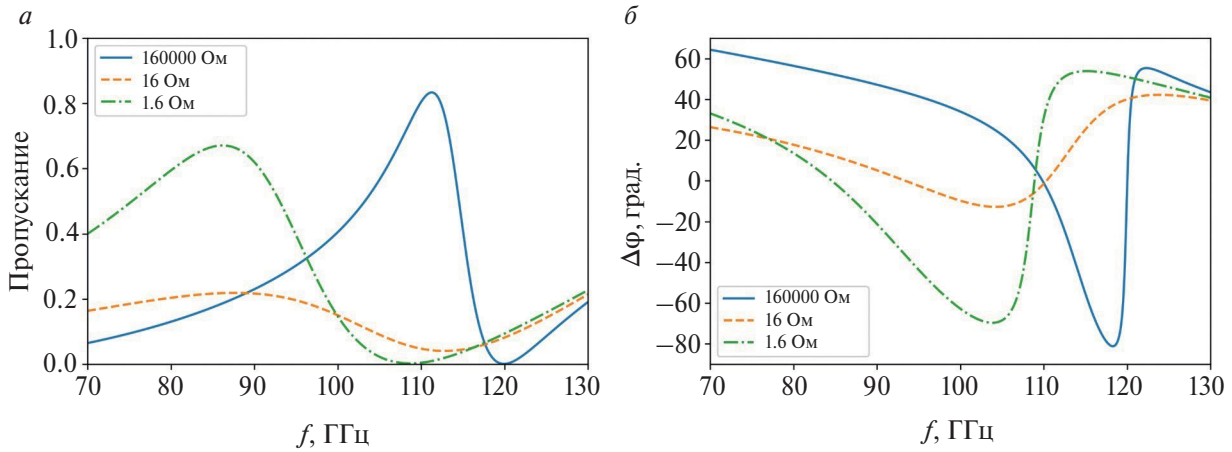 а
Пропускание
1.0
0.8
0.6
0.4
0.2
0.0
160000 Ом
16 Ом
1.6 Ом
70 80 90 100 110 120 130
f, ГГц
б
Δφ, град.
60
40
20
0
−20
−40
−60
−80
160000 Ом
16 Ом
1.6 Ом
70 80 90 100 110 120 130
f, ГГц